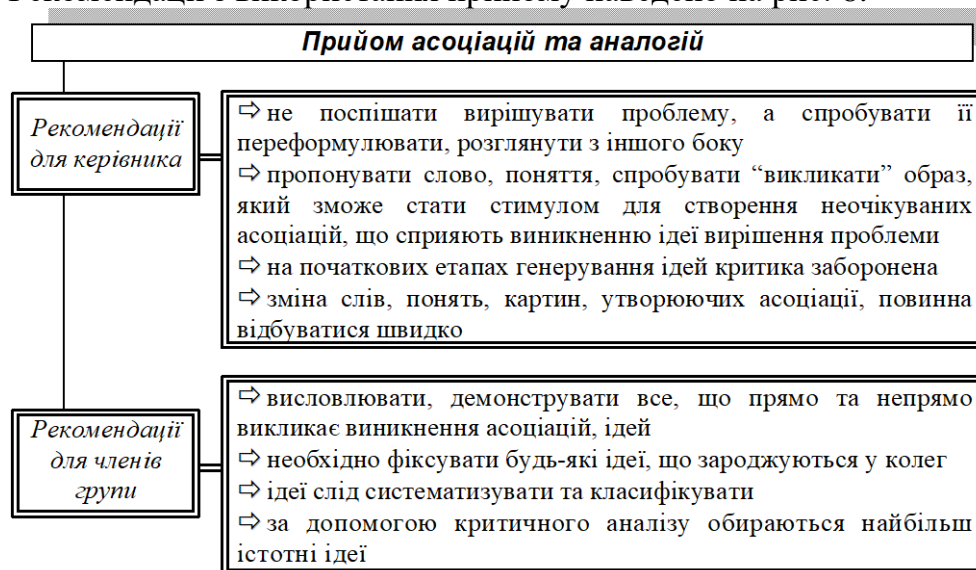 Рекомендації з використання прийому наведено на рис. 8.
Прийом асоціацій та аналогій
Рекомендації
для керівника
⇨ не поспішати вирішувати проблему, а спробувати її
переформулювати, розглянути з іншого боку
⇨ пропонувати слово, поняття, спробувати “викликати” образ,
який зможе стати стимулом для створення неочікуваних
асоціацій, що сприяють виникненню ідеї вирішення проблеми
⇨ на початкових етапах генерування ідей критика заборонена
⇨ зміна слів, понять, картин, утворюючих асоціації, повинна
відбуватися швидко
Рекомендації
для членів
групи
⇨ висловлювати, демонструвати все, що прямо та непрямо
викликає виникнення асоціацій, ідей
⇨ необхідно фіксувати будь-які ідеї, що зароджуються у колег
⇨ ідеї слід систематизувати та класифікувати
⇨ за допомогою критичного аналізу обираються найбільш
істотні ідеї